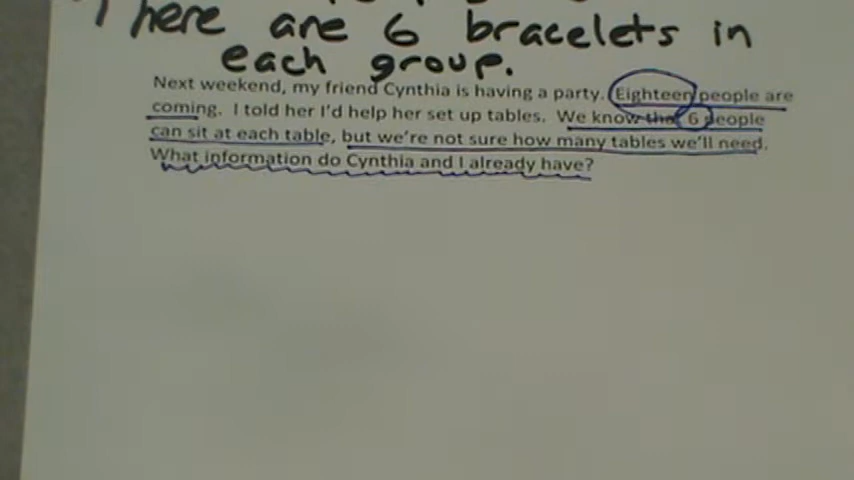 There are 6 bracelets in
each group.
Next weekend, my friend Cynthia is having a party. Eighteen people are
coming. I told her I'd help her set up tables. We know that 6 people
can sit at each table, but we're not sure how many tables we'll need.
What information do Cynthia and I already have?